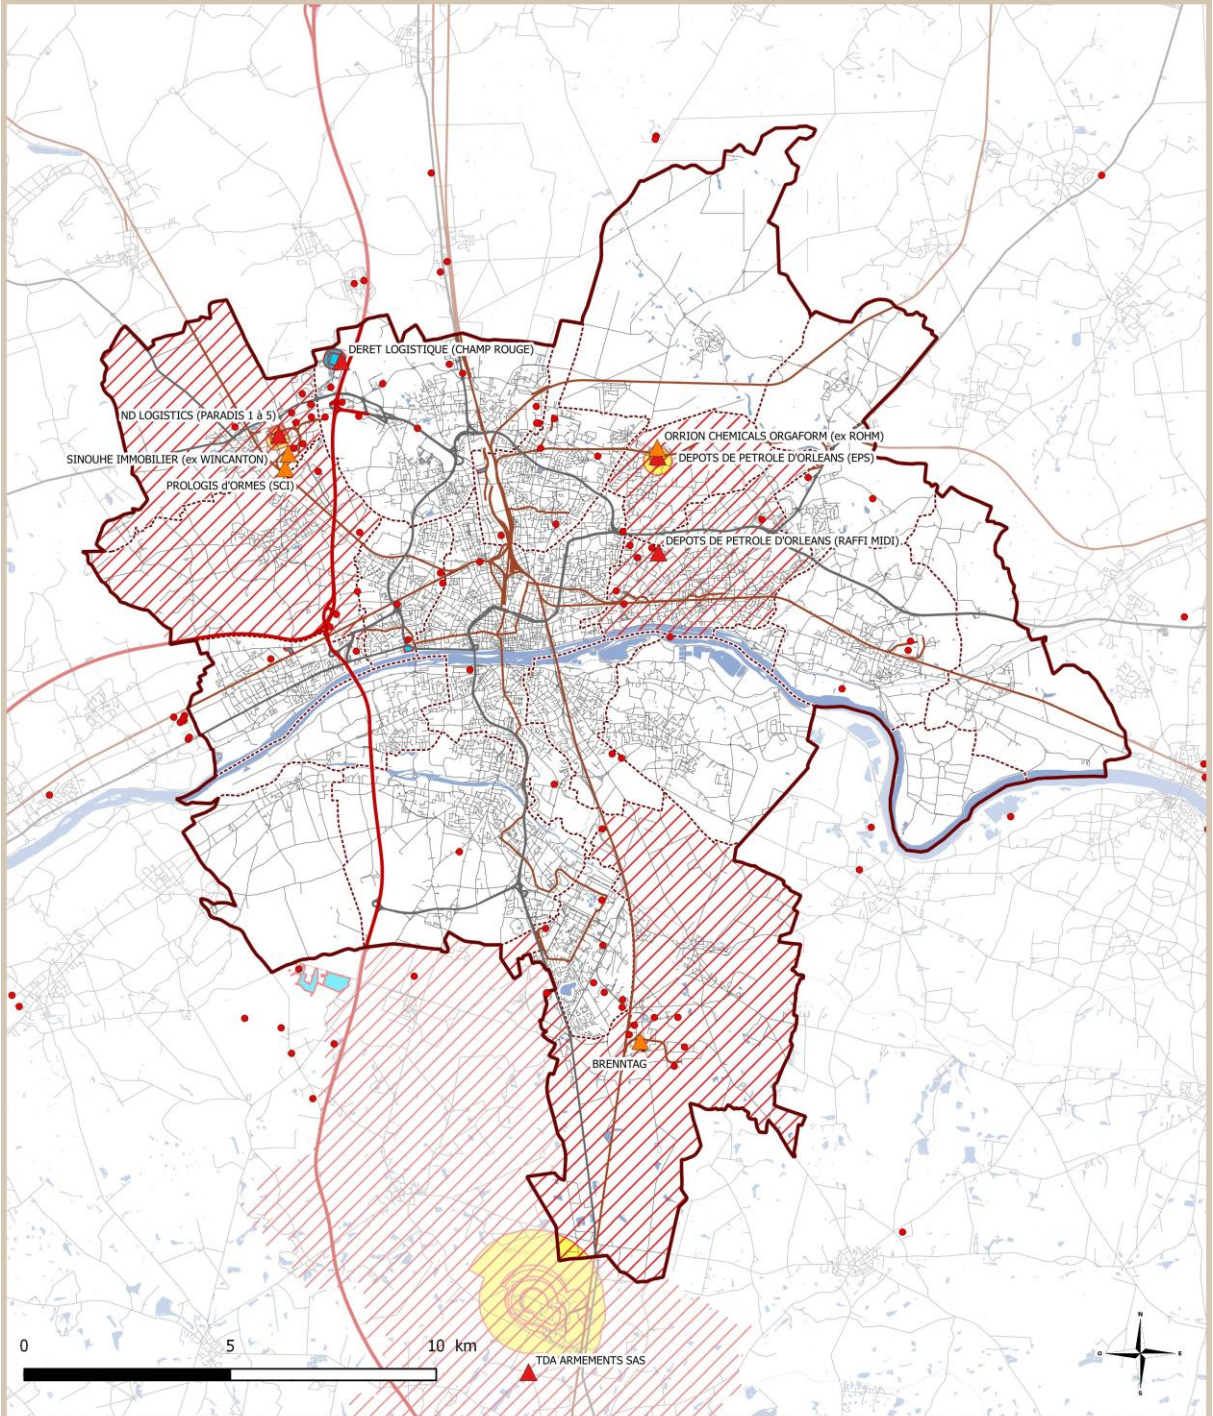 DERET LOGISTIQUE (CHAMP ROUGE)
ND LOGISTICS (PARADIS 1 à 5)
ORRION CHEMICALS ORGAFORM (ex ROHM)
SINOUHE IMMOBILIER (ex WINCANTON)
DEPOTS DE PETROLE D'ORLEANS (EPS)
PROLOGIS d'ORMES (SCI)
DEPOTS DE PETROLE D'ORLEANS (RAFFI MIDI)
BRENNTAG
N
0 5 10 km
O E
TDA ARMEMENTS SAS
S